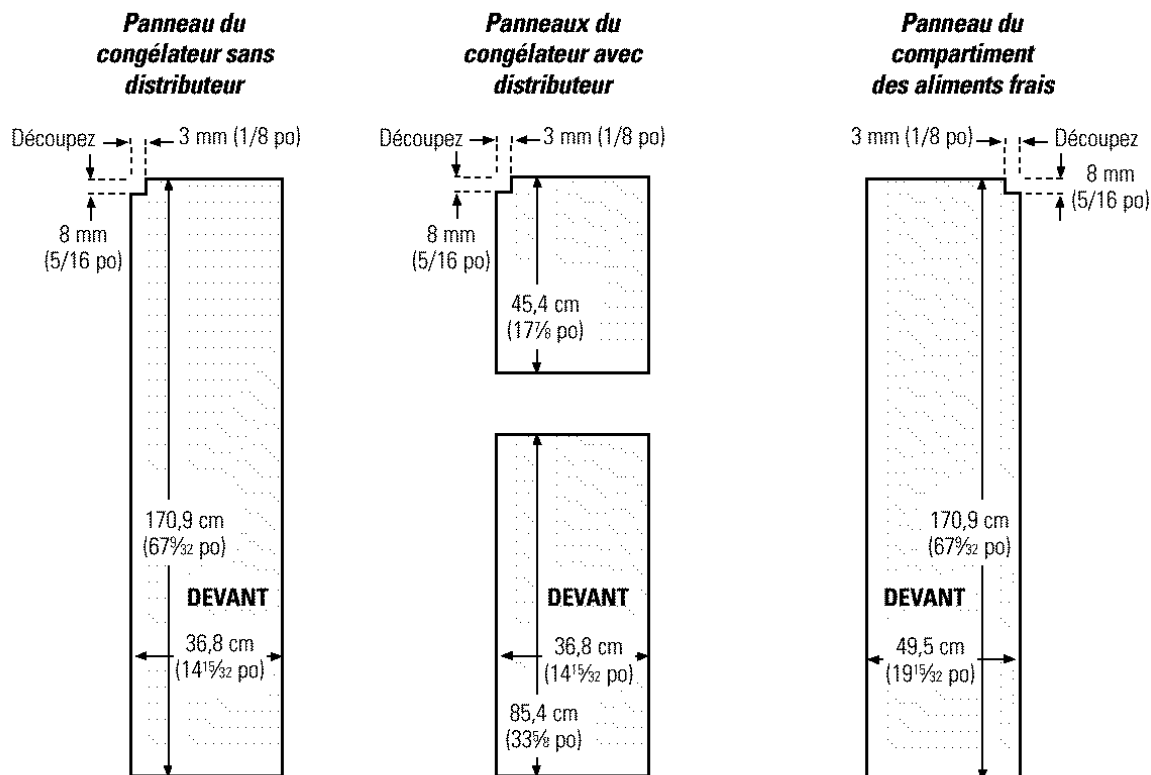 Panneau du
congélateur sans
distributeur
Découpez
3 mm (1/8 po)
8 mm
(5/16 po)
170,9 cm
(67⁹⁄₃₂ po)
DEVANT
36,8 cm
(14¹⁵⁄₃₂ po)
Panneaux du
congélateur avec
distributeur
Découpez
3 mm (1/8 po)
8 mm
(5/16 po)
45,4 cm
(17⅞ po)
DEVANT
36,8 cm
(14¹⁵⁄₃₂ po)
85,4 cm
(33⅝ po)
Panneau du
compartiment
des aliments frais
3 mm (1/8 po)
Découpez
8 mm
(5/16 po)
170,9 cm
(67⁹⁄₃₂ po)
DEVANT
49,5 cm
(19¹⁵⁄₃₂ po)